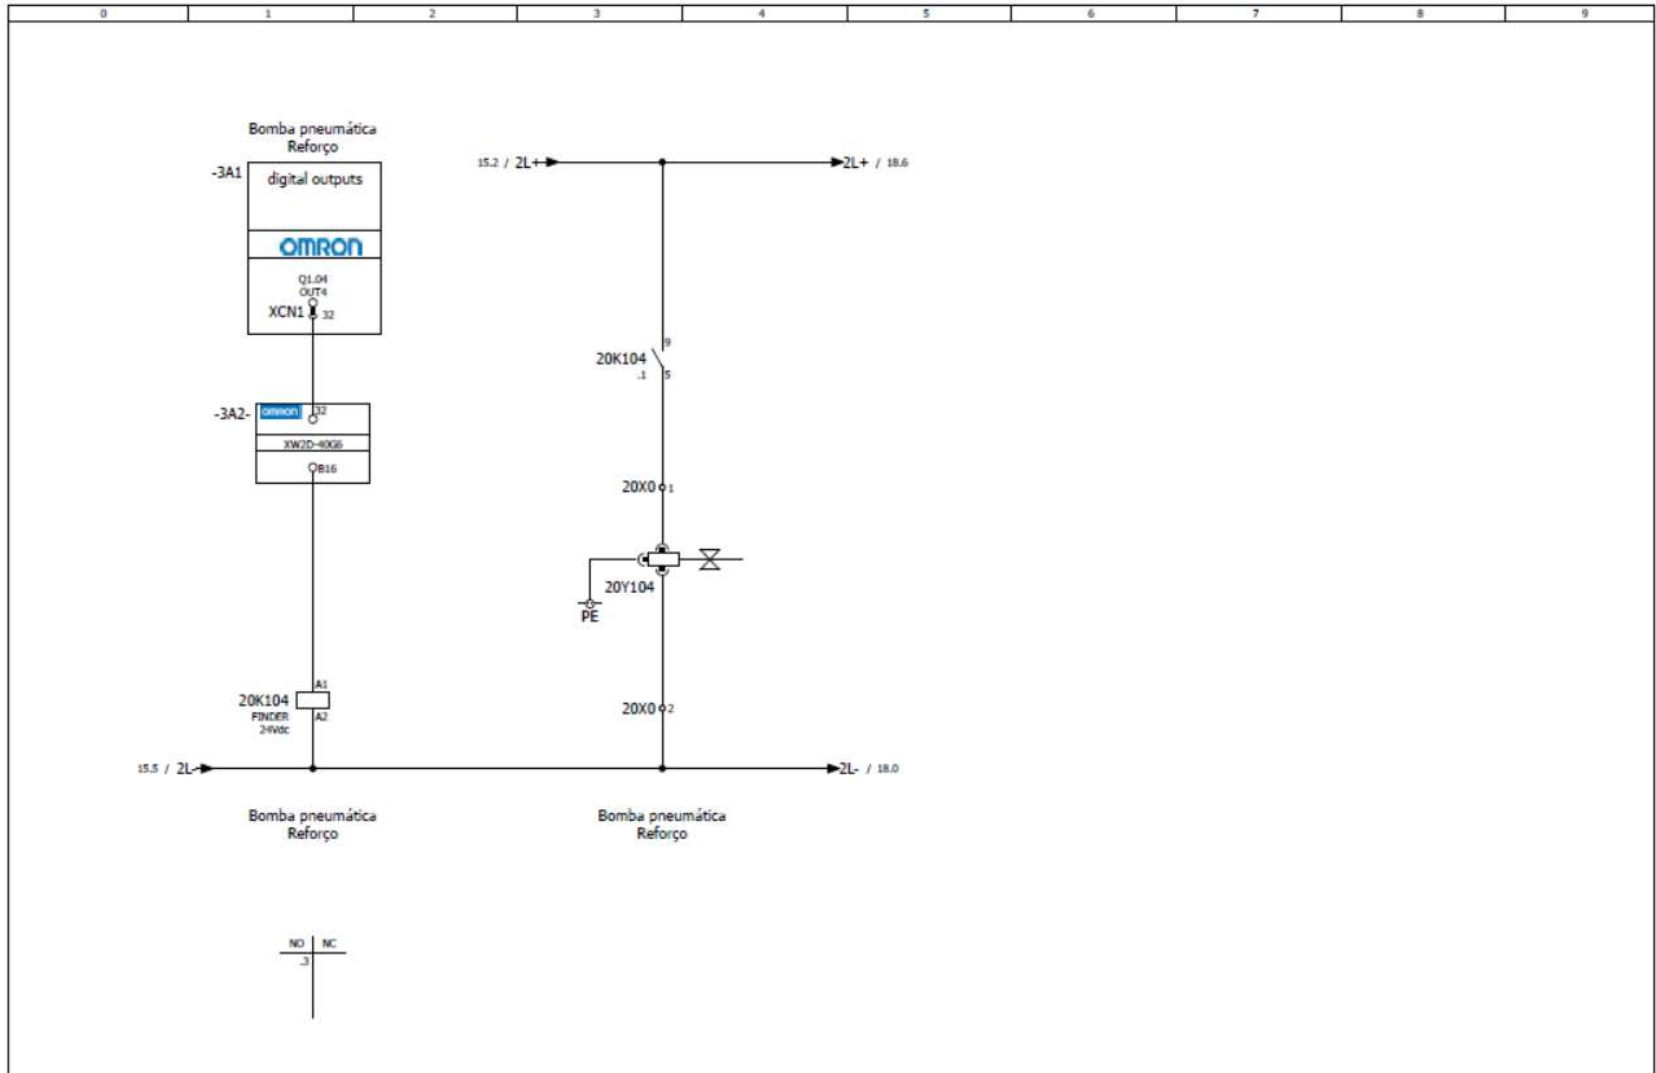 0 1 2 3 4 5 6 7 8 9
Bomba pneumática
Reforço
-3A1
digital outputs
OMRON
Q1.04
OUT4
XCN1 32
-3A2-
OMRON 32
XW2D-40G6
B16
20K104
A1
FINDER
A2
24Vdc
15.5 / 2L-
2L- / 18.0
Bomba pneumática
Reforço
NO NC
.3
15.2 / 2L+
2L+ / 18.6
9
20K104
.1 5
20X0 1
20Y104
PE
20X0 2
Bomba pneumática
Reforço